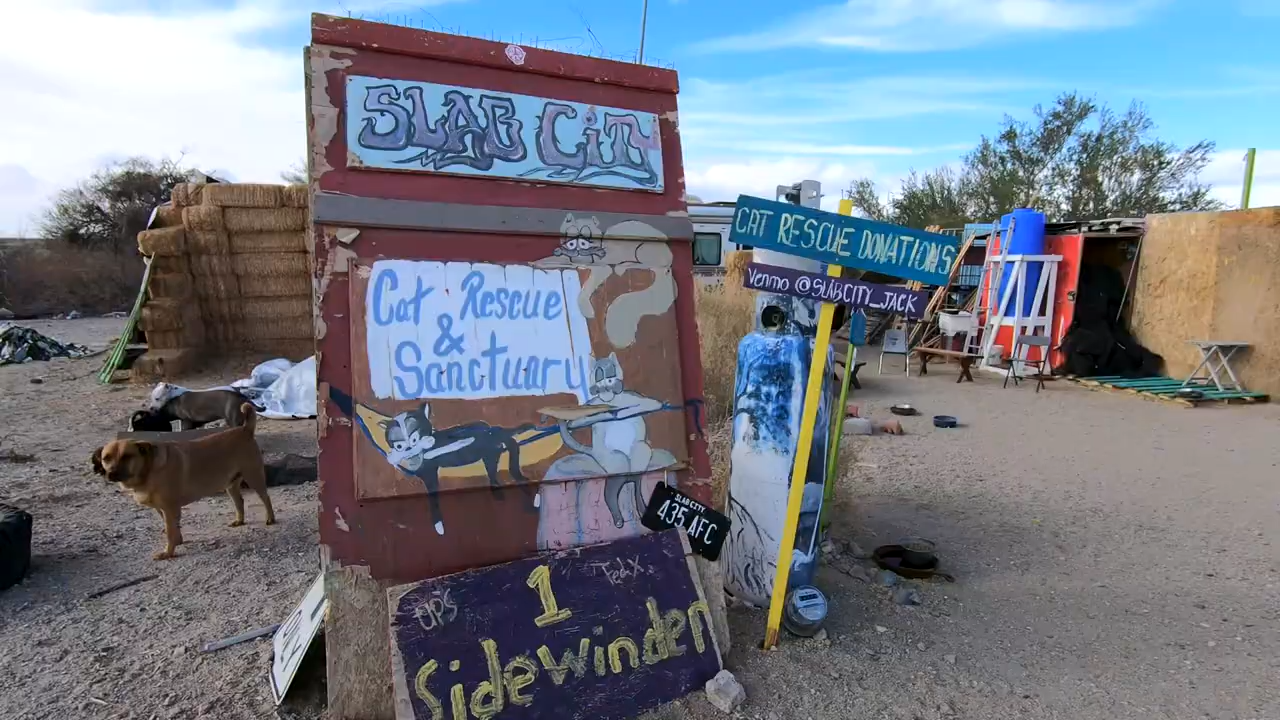 SLAB CiTY
Cat Rescue
&
Sanctuary
CAT RESCUE DONATIONS
Venmo @SLABCITY_JACK
SLAB CITY
435 AFC
UPS
1
FedX.
Sidewinder